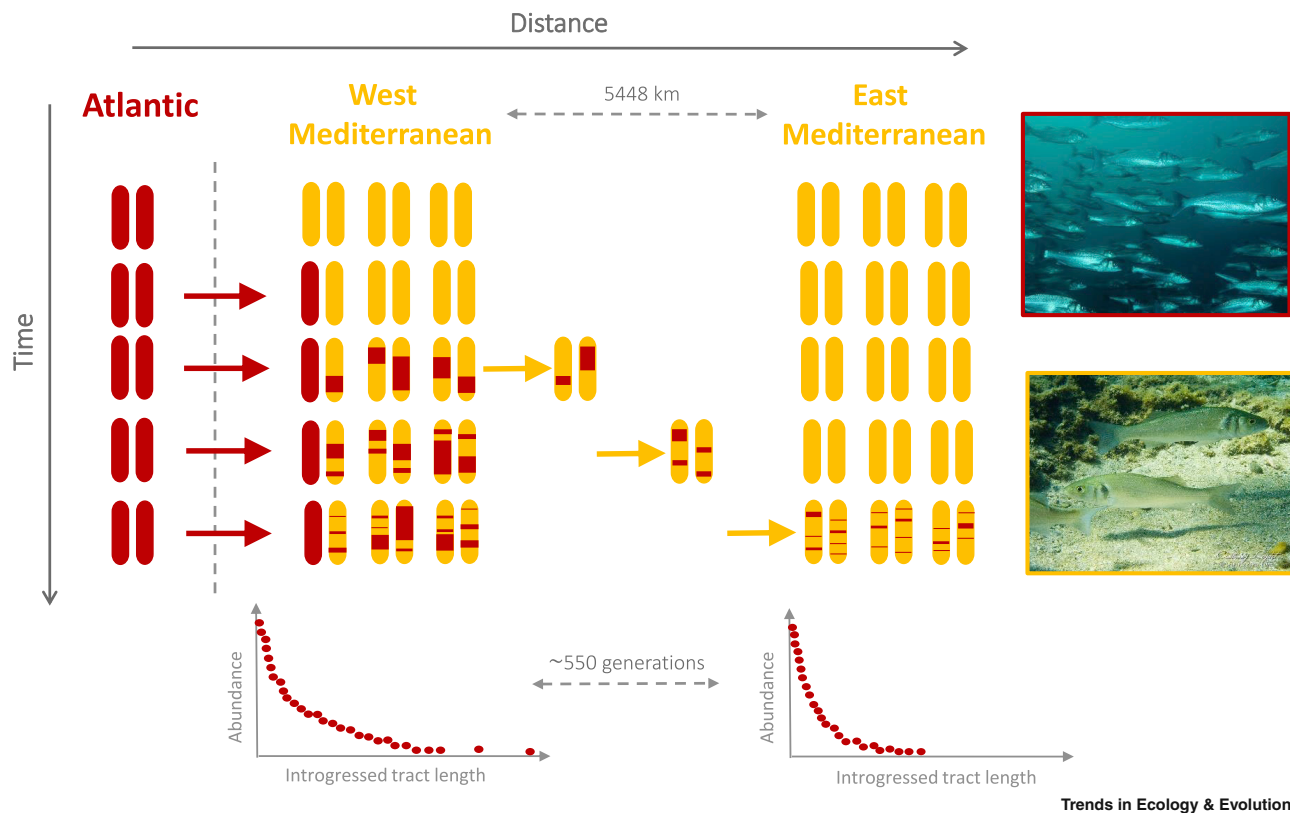 Distance
Atlantic
West
Mediterranean
5448 km
East
Mediterranean
Time
Abundance
Introgressed tract length
~550 generations
Abundance
Introgressed tract length
Trends in Ecology & Evolution